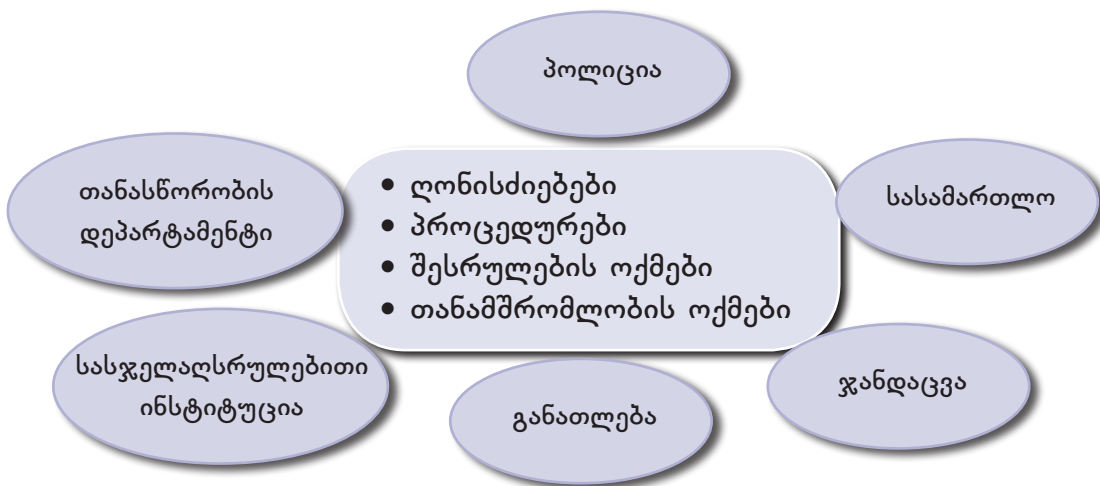 პოლიცია
თანასწორობის
დეპარტამენტი
• ღონისძიებები
• პროცედურები
• შესრულების ოქმები
• თანამშრომლობის ოქმები
სასამართლო
სასჯელაღსრულებითი
ინსტიტუცია
განათლება
ჯანდაცვა